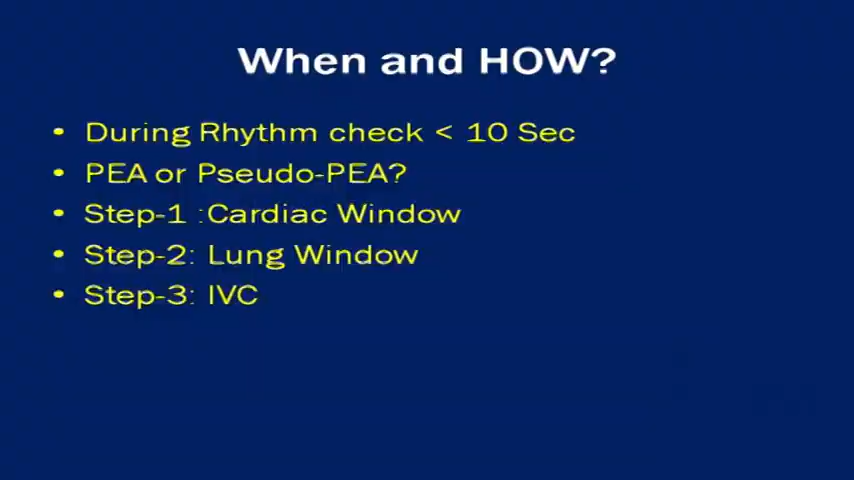 When and HOW?
• During Rhythm check < 10 Sec
• PEA or Pseudo-PEA?
• Step-1 :Cardiac Window
• Step-2: Lung Window
• Step-3: IVC